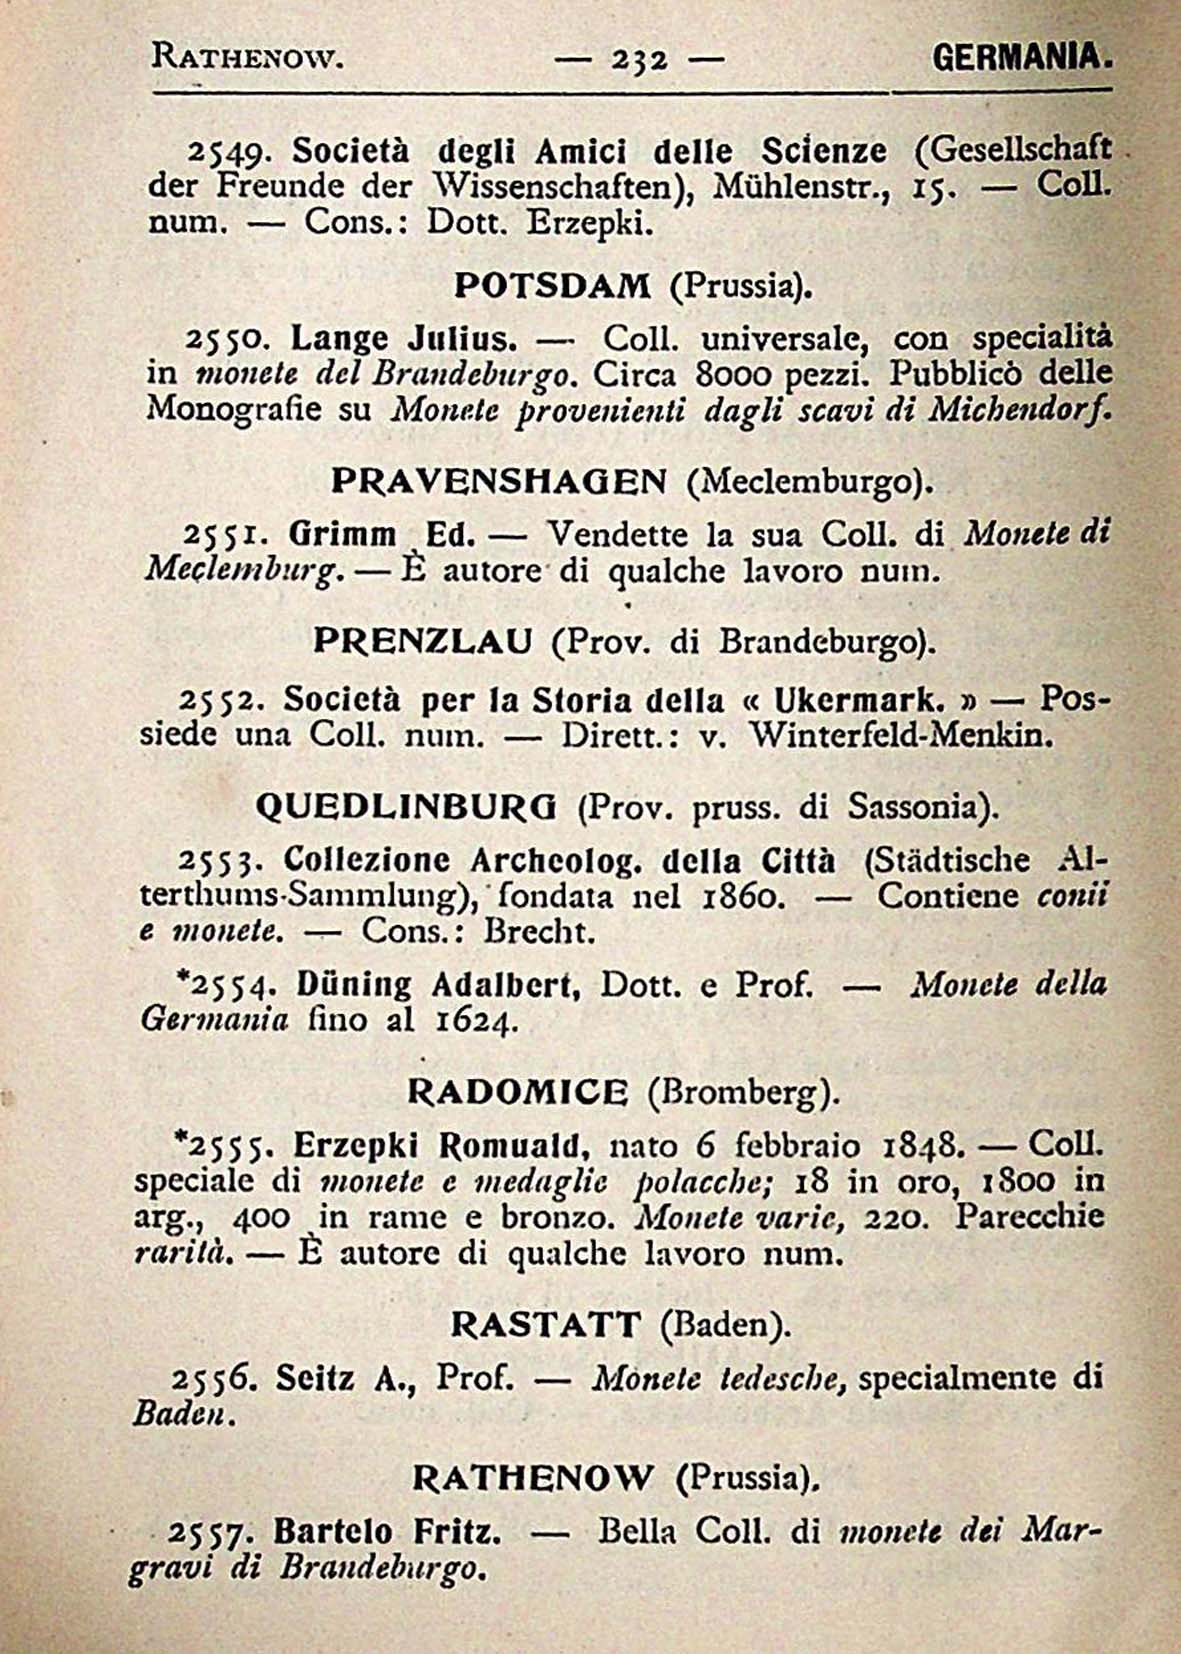 RATHENOW. — 232 — GERMANIA.
2549. Società degli Amici delle Scienze (Gesellschaft
der Freunde der Wissenschaften), Mühlenstr., 15. — Coll.
num. — Cons.: Dott. Erzepki.
POTSDAM (Prussia).
2550. Lange Julius. — Coll. universale, con specialità
in monete del Brandeburgo. Circa 8000 pezzi. Pubblicò delle
Monografie su Monete provenienti dagli scavi di Michendorf.
PRAVENSHAGEN (Meclemburgo).
2551. Grimm Ed. — Vendette la sua Coll. di Monete di
Meclemburg. — È autore di qualche lavoro num.
PRENZLAU (Prov. di Brandeburgo).
2552. Società per la Storia della « Ukermark. » — Pos-
siede una Coll. num. — Dirett.: v. Winterfeld-Menkin.
QUEDLINBURG (Prov. pruss. di Sassonia).
2553. Collezione Archeolog. della Città (Städtische Al-
terthums-Sammlung), fondata nel 1860. — Contiene conii
e monete. — Cons.: Brecht.
*2554. Düning Adalbert, Dott. e Prof. — Monete della
Germania fino al 1624.
RADOMICE (Bromberg).
*2555. Erzepki Romuald, nato 6 febbraio 1848. — Coll.
speciale di monete e medaglie polacche; 18 in oro, 1800 in
arg., 400 in rame e bronzo. Monete varie, 220. Parecchie
rarità. — È autore di qualche lavoro num.
RASTATT (Baden).
2556. Seitz A., Prof. — Monete tedesche, specialmente di
Baden.
RATHENOW (Prussia).
2557. Bartelo Fritz. — Bella Coll. di monete dei Mar-
gravi di Brandeburgo.